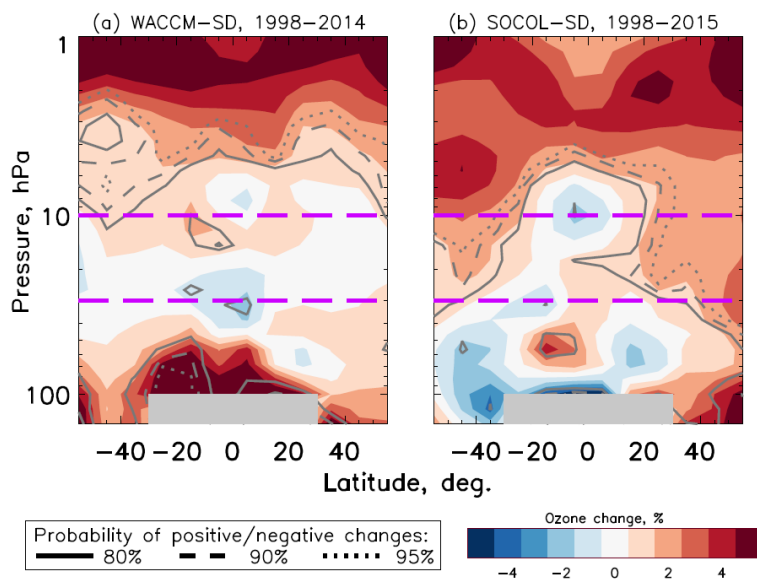 (a) WACCM-SD, 1998-2014
(b) SOCOL-SD, 1998-2015
1
10
100
Pressure, hPa
-40 -20 0 20 40
-40 -20 0 20 40
Latitude, deg.
Probability of positive/negative changes:
80% 90% 95%
Ozone change, %
-4 -2 0 2 4